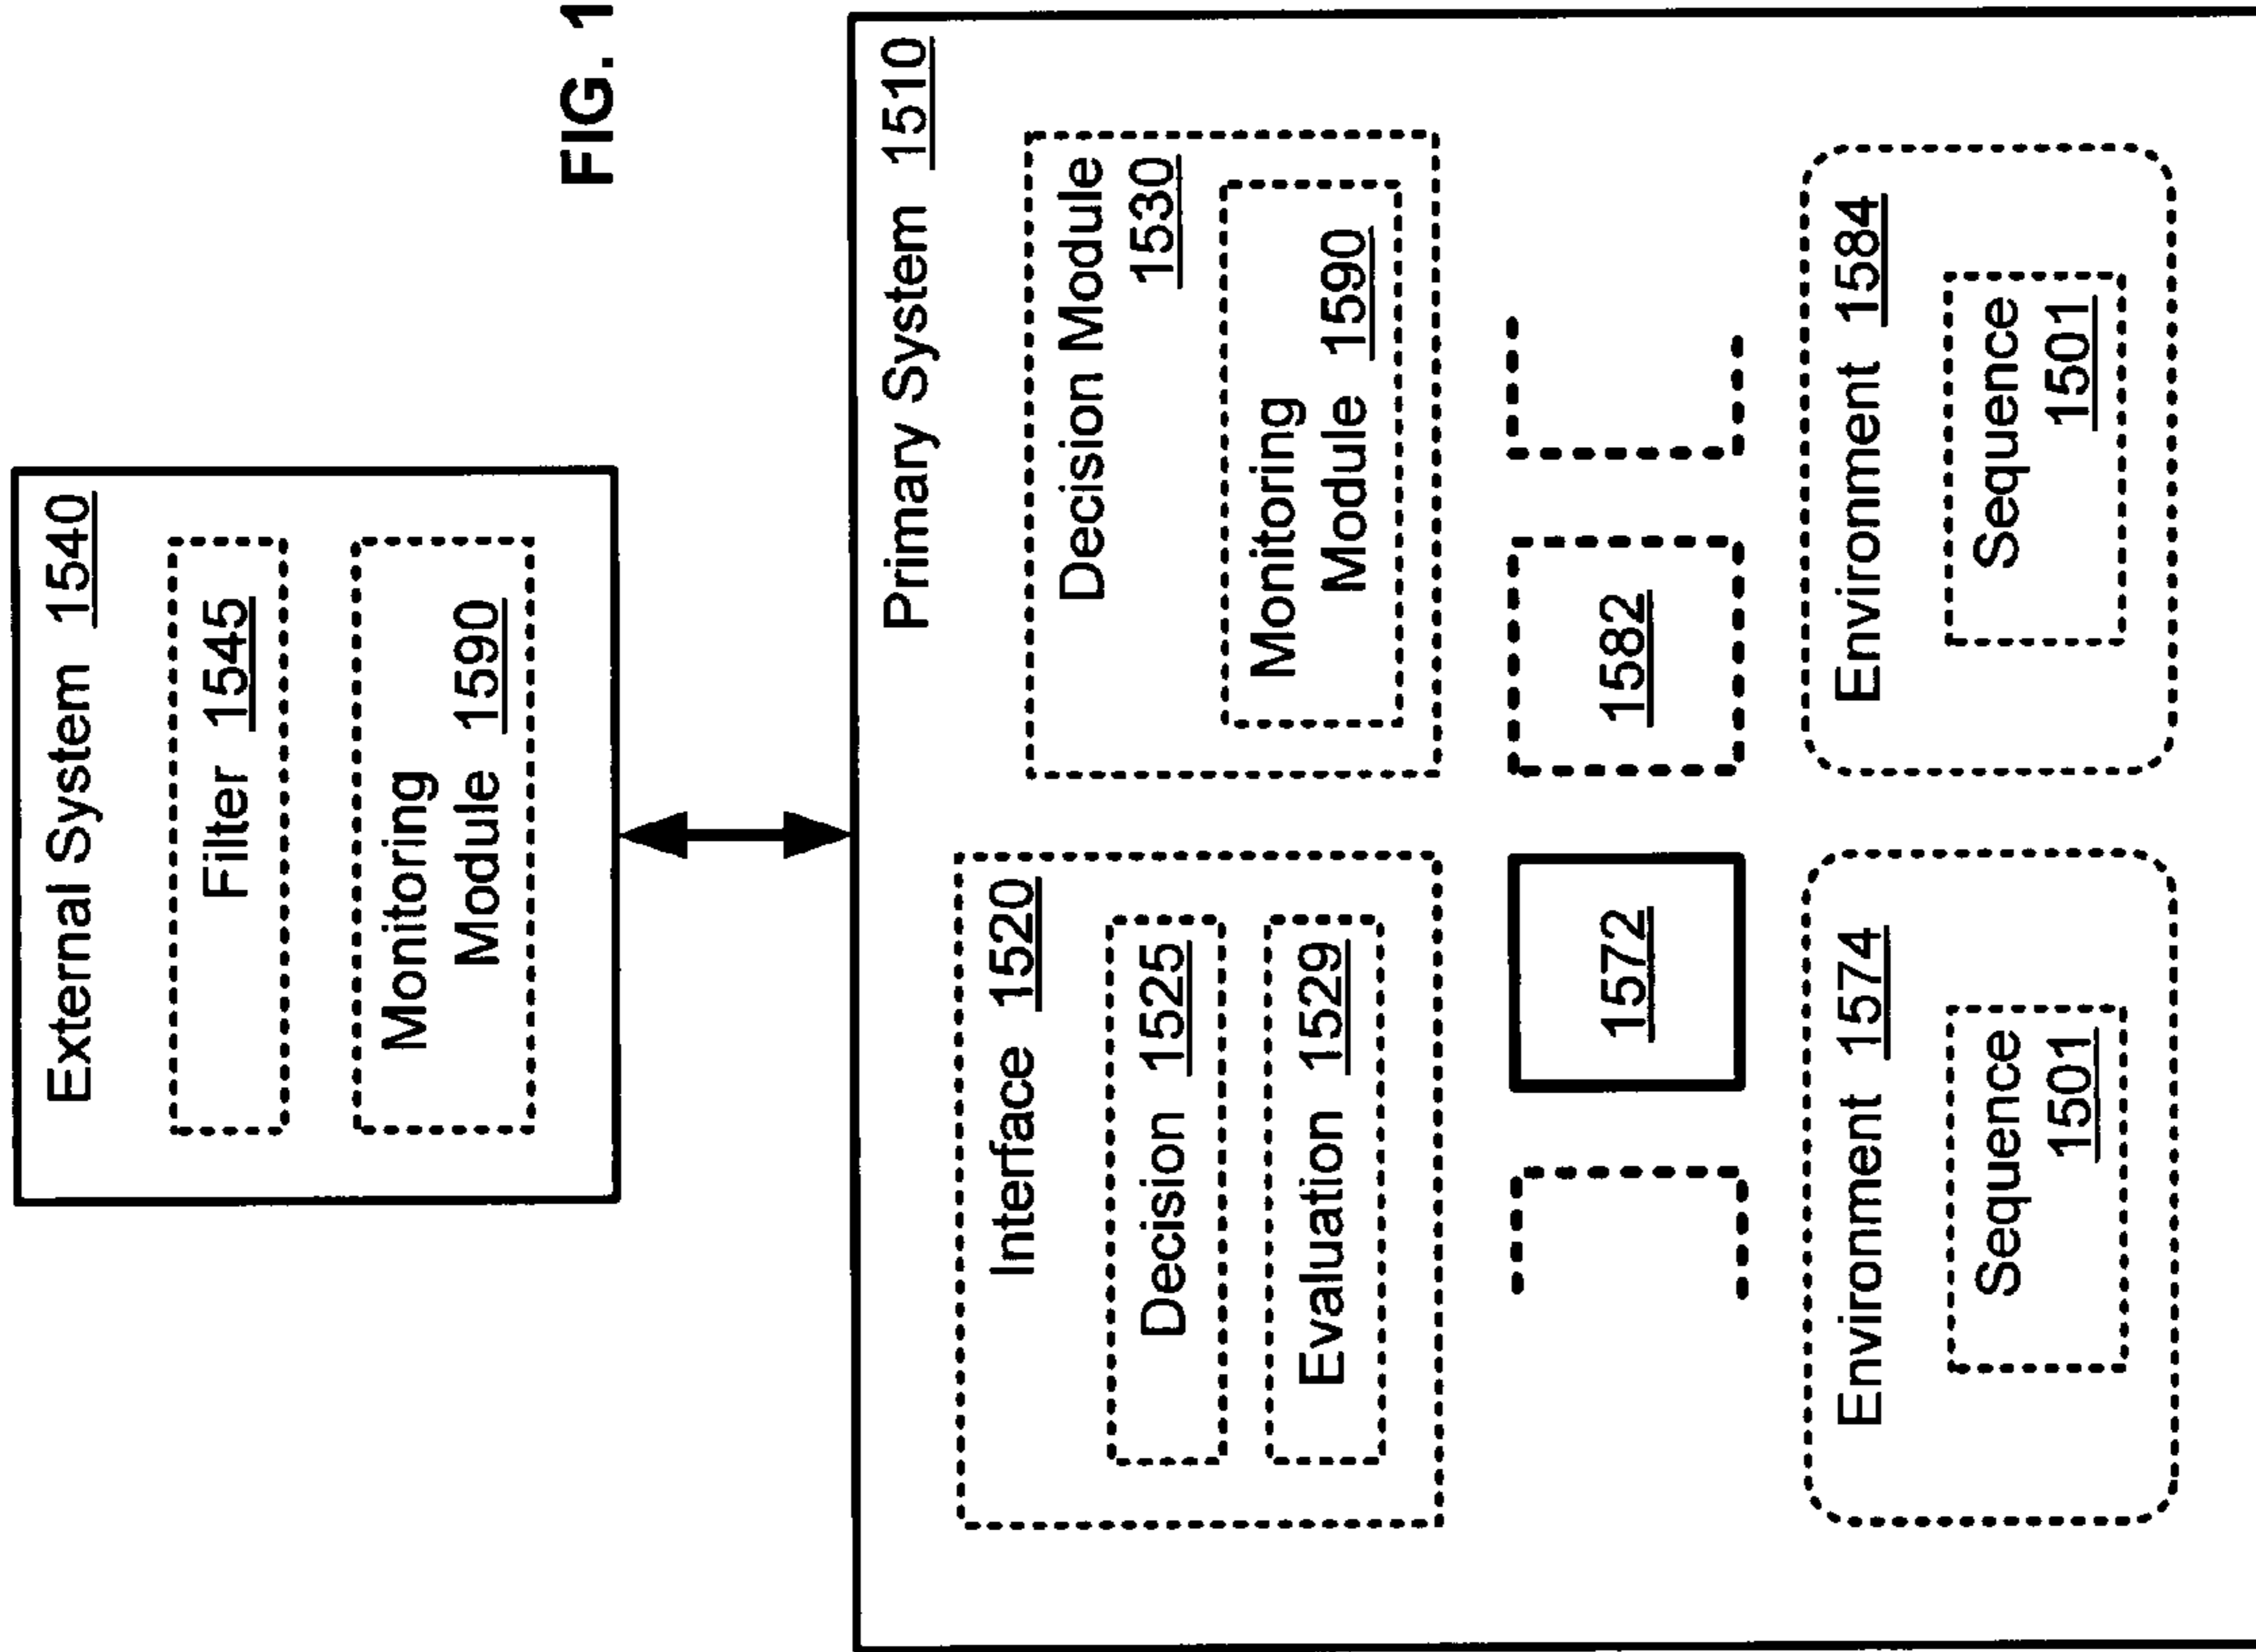 External System 1540
Filter 1545
Monitoring
Module 1590
FIG. 1
Primary System 1510
Interface 1520
Decision 1525
Evaluation 1529
Decision Module
1530
Monitoring
Module 1590
1572
1582
Environment 1574
Sequence
1501
Environment 1584
Sequence
1501